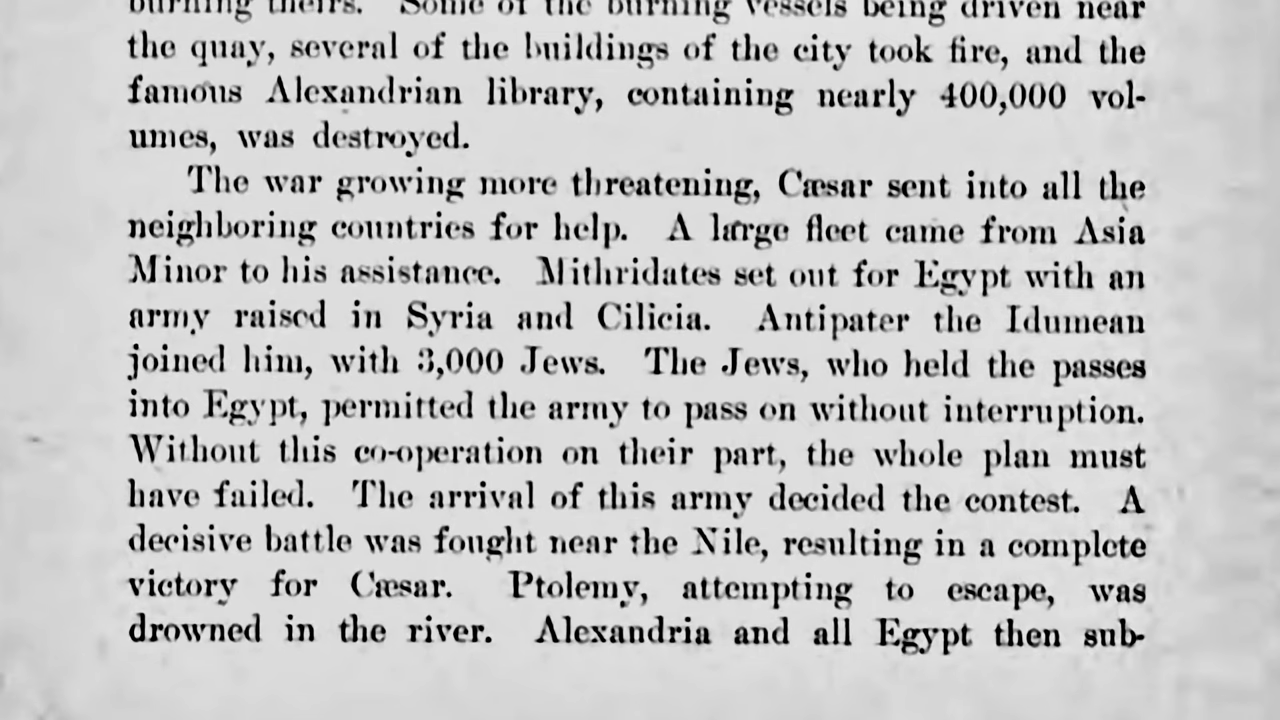 burning theirs. Some of the burning vessels being driven near
the quay, several of the buildings of the city took fire, and the
famous Alexandrian library, containing nearly 400,000 vol-
umes, was destroyed.
The war growing more threatening, Cæsar sent into all the
neighboring countries for help. A large fleet came from Asia
Minor to his assistance. Mithridates set out for Egypt with an
army raised in Syria and Cilicia. Antipater the Idumean
joined him, with 3,000 Jews. The Jews, who held the passes
into Egypt, permitted the army to pass on without interruption.
Without this co-operation on their part, the whole plan must
have failed. The arrival of this army decided the contest. A
decisive battle was fought near the Nile, resulting in a complete
victory for Cæsar. Ptolemy, attempting to escape, was
drowned in the river. Alexandria and all Egypt then sub-